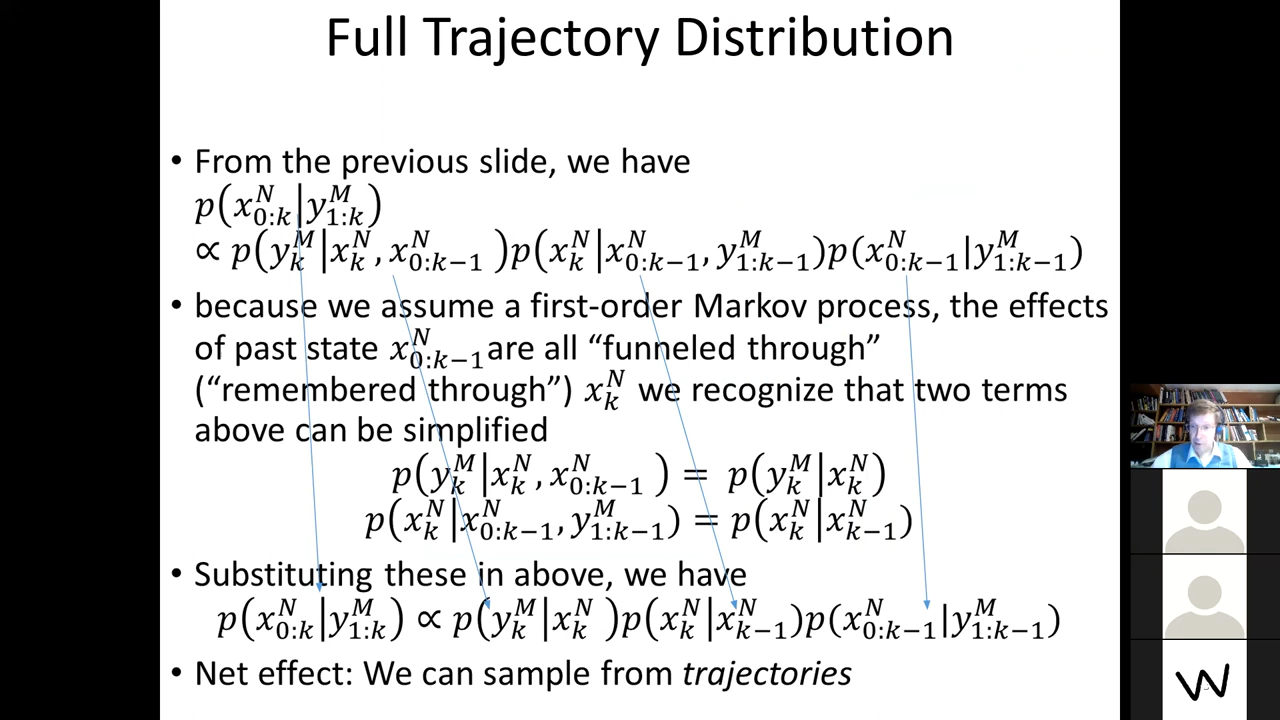 Full Trajectory Distribution
• From the previous slide, we have
p(x^N_{0:k}|y^M_{1:k})
∝ p(y^M_k|x^N_k, x^N_{0:k−1})p(x^N_k|x^N_{0:k−1}, y^M_{1:k−1})p(x^N_{0:k−1}|y^M_{1:k−1})
• because we assume a first-order Markov process, the effects
of past state x^N_{0:k−1} are all “funneled through”
(“remembered through”) x^N_k we recognize that two terms
above can be simplified
p(y^M_k|x^N_k, x^N_{0:k−1}) = p(y^M_k|x^N_k)
p(x^N_k|x^N_{0:k−1}, y^M_{1:k−1}) = p(x^N_k|x^N_{k−1})
• Substituting these in above, we have
p(x^N_{0:k}|y^M_{1:k}) ∝ p(y^M_k|x^N_k)p(x^N_k|x^N_{k−1})p(x^N_{0:k−1}|y^M_{1:k−1})
• Net effect: We can sample from trajectories
W